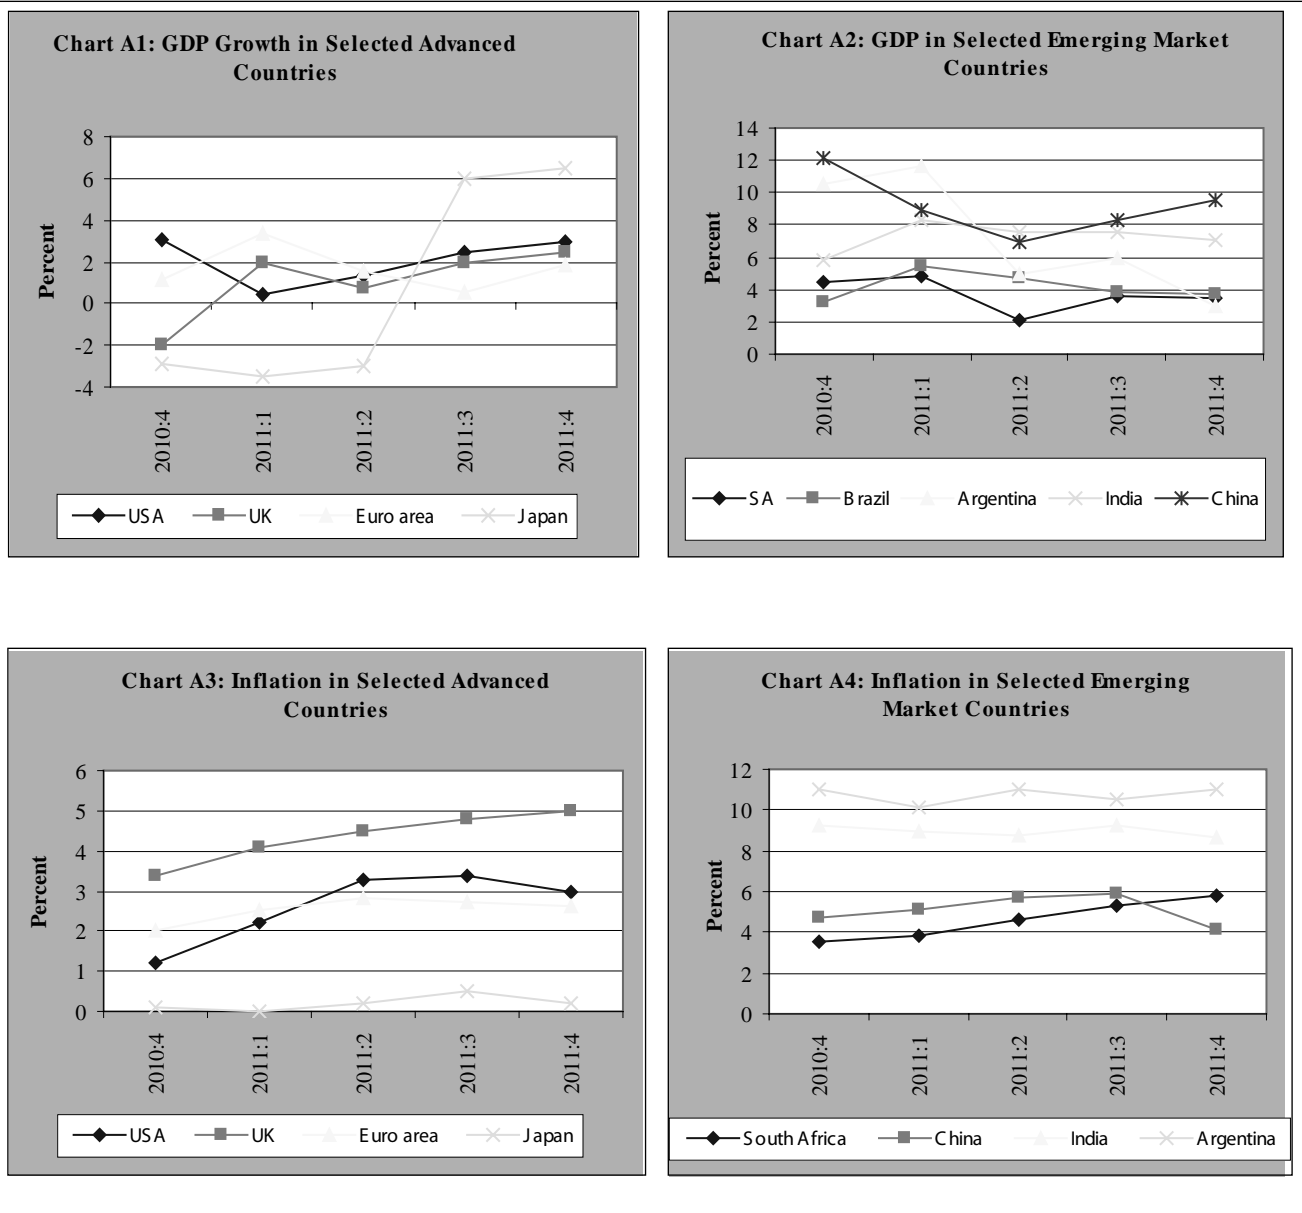 Chart A1: GDP Growth in Selected Advanced
Countries
Percent
8
6
4
2
0
-2
-4
2010:4
2011:1
2011:2
2011:3
2011:4
USA
UK
Euro area
Japan
Chart A2: GDP in Selected Emerging Market
Countries
Percent
14
12
10
8
6
4
2
0
2010:4
2011:1
2011:2
2011:3
2011:4
SA
Brazil
Argentina
India
China
Chart A3: Inflation in Selected Advanced
Countries
Percent
6
5
4
3
2
1
0
2010:4
2011:1
2011:2
2011:3
2011:4
USA
UK
Euro area
Japan
Chart A4: Inflation in Selected Emerging
Market Countries
Percent
12
10
8
6
4
2
0
2010:4
2011:1
2011:2
2011:3
2011:4
South Africa
China
India
Argentina